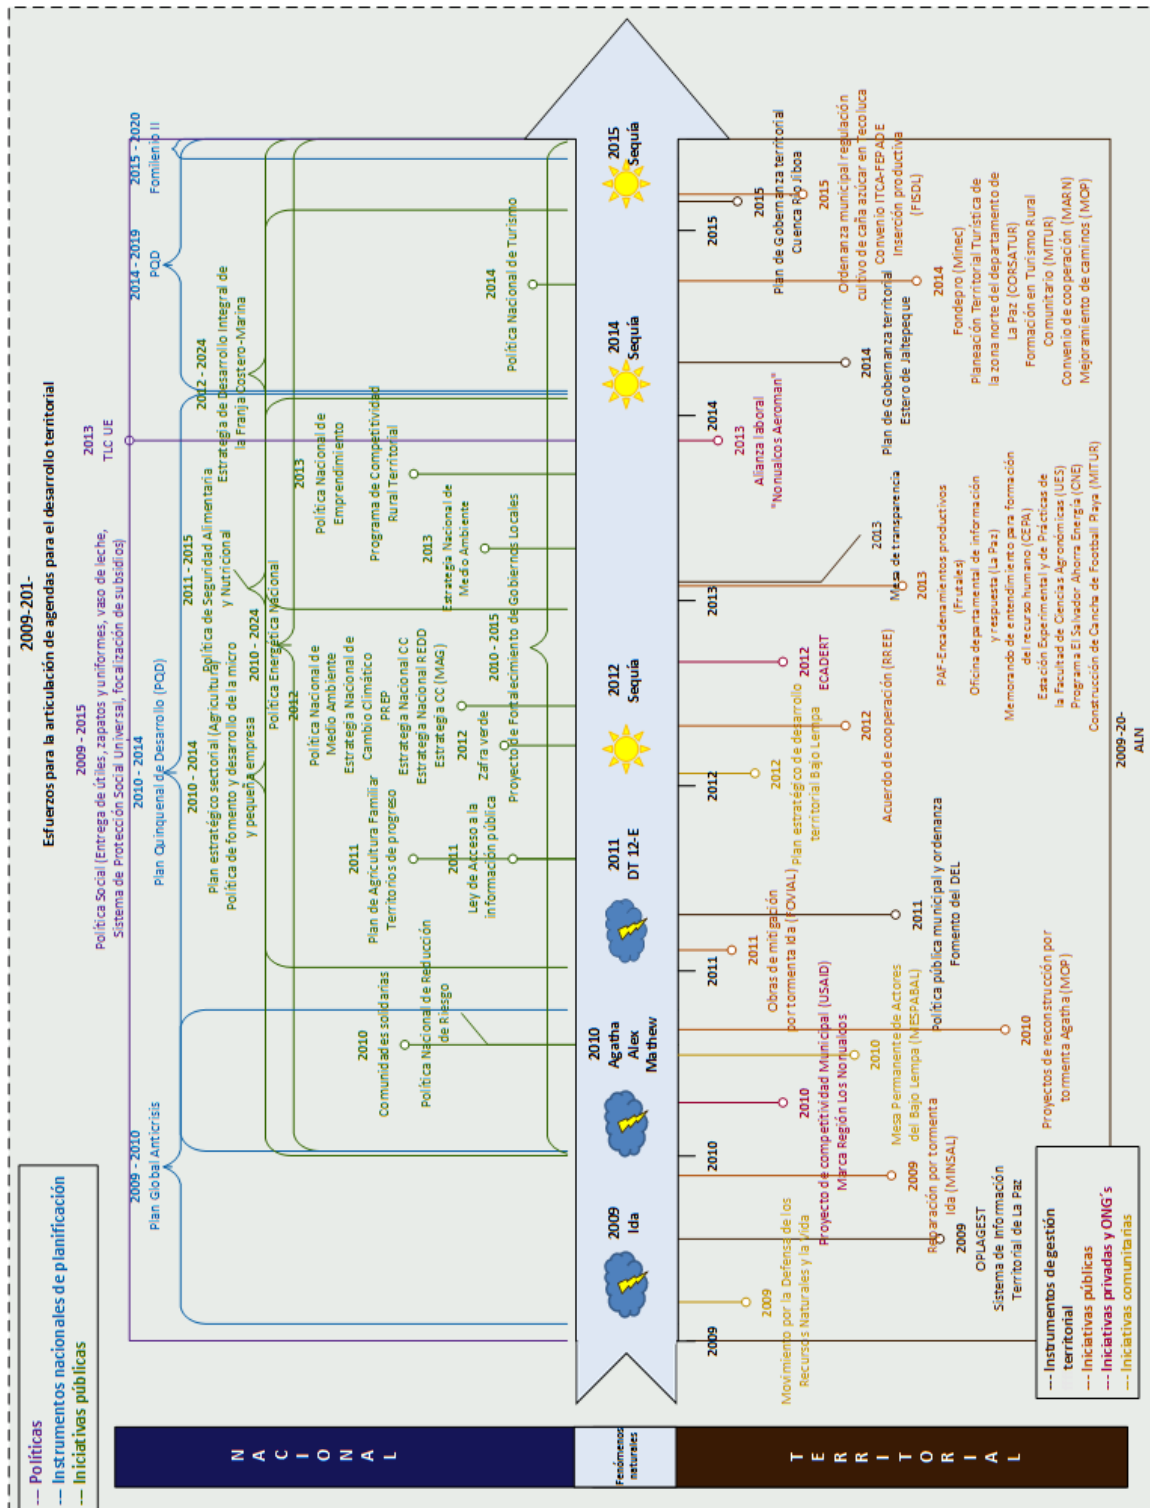 2009-201-
Esfuerzos para la articulación de agendas para el desarrollo territorial
--- Políticas
--- Instrumentos nacionales de planificación
--- Iniciativas públicas
NACIONAL
2009 - 2015
Política Social (Entrega de útiles, zapatos y uniformes, vaso de leche,
Sistema de Protección Social Universal, focalización de subsidios)
2013
TLC UE
2009 - 2010
Plan Global Anticrisis
2010 - 2014
Plan Quinquenal de Desarrollo (PQD)
2014 - 2019
PQD
2015 - 2020
Fomilenio II
2010 - 2014
Plan estratégico sectorial (Agricultura)
Política de fomento y desarrollo de la micro
y pequeña empresa
2011 - 2015
Política de Seguridad Alimentaria
y Nutricional
2012 - 2024
Estrategia de Desarrollo Integral de
la Franja Costero-Marina
2010 - 2024
Política Energética Nacional
2010
Comunidades solidarias
Política Nacional de Reducción
de Riesgo
2011
Plan de Agricultura Familiar
Territorios de progreso
2011
Ley de Acceso a la
información pública
2012
Política Nacional de
Medio Ambiente
Estrategia Nacional de
Cambio Climático
PREP
Estrategia Nacional CC
Estrategia Nacional REDD
Estrategia CC (MAG)
2012
Zafra verde
2010 - 2015
Proyecto de Fortalecimiento de Gobiernos Locales
2013
Política Nacional de
Emprendimiento
Programa de Competitividad
Rural Territorial
2013
Estrategia Nacional de
Medio Ambiente
2014
Política Nacional de Turismo
Fenómenos
naturales
2009
Ida
2010
Agatha
Alex
Mathew
2011
DT 12-E
2012
Sequía
2014
Sequía
2015
Sequía
TERRITORIAL
2009
2010
2011
2012
2013
2014
2015
2009
Movimiento por la Defensa de los
Recursos Naturales y la Vida
2009
OPLAGEST
Sistema de Información
Territorial de La Paz
2009
Reparación por tormenta
Ida (MINSAL)
2010
Proyecto de competitividad Municipal (USAID)
Marca Región Los Nonualcos
2010
Mesa Permanente de Actores
del Bajo Lempa (MESPABAL)
2010
Proyectos de reconstrucción por
tormenta Agatha (MOP)
2011
Obras de mitigación
por tormenta Ida (FOVIAL)
2011
Política pública municipal y ordenanza
Fomento del DEL
2012
Plan estratégico de desarrollo
territorial Bajo Lempa
2012
Acuerdo de cooperación (RREE)
2012
ECADERT
2013
Mesa de transparencia
2013
PAF-Encadenamientos productivos
(Frutales)
Oficina departamental de información
y respuesta (La Paz)
Memorando de entendimiento para formación
del recurso humano (CEPA)
Estación Experimental y de Prácticas de
la Facultad de Ciencias Agronómicas (UES)
Programa El Salvador Ahorra Energía (CNE)
Construcción de Cancha de Football Playa (MITUR)
2013
Alianza laboral
"Nonualcos Aeroman"
2014
Plan de Gobernanza territorial
Estero de Jaltepeque
2014
Fondepro (Minec)
Planeación Territorial Turística de
la zona norte del departamento de
La Paz (CORSATUR)
Formación en Turismo Rural
Comunitario (MITUR)
Convenio de cooperación (MARN)
Mejoramiento de caminos (MOP)
2015
Plan de Gobernanza territorial
Cuenca Río Jiboa
2015
Ordenanza municipal regulación
cultivo de caña azúcar en Tecoluca
Convenio ITCA-FEPADE
Inserción productiva
(FISDL)
2009-20-
ALN
--- Instrumentos de gestión
territorial
--- Iniciativas públicas
--- Iniciativas privadas y ONG´s
--- Iniciativas comunitarias